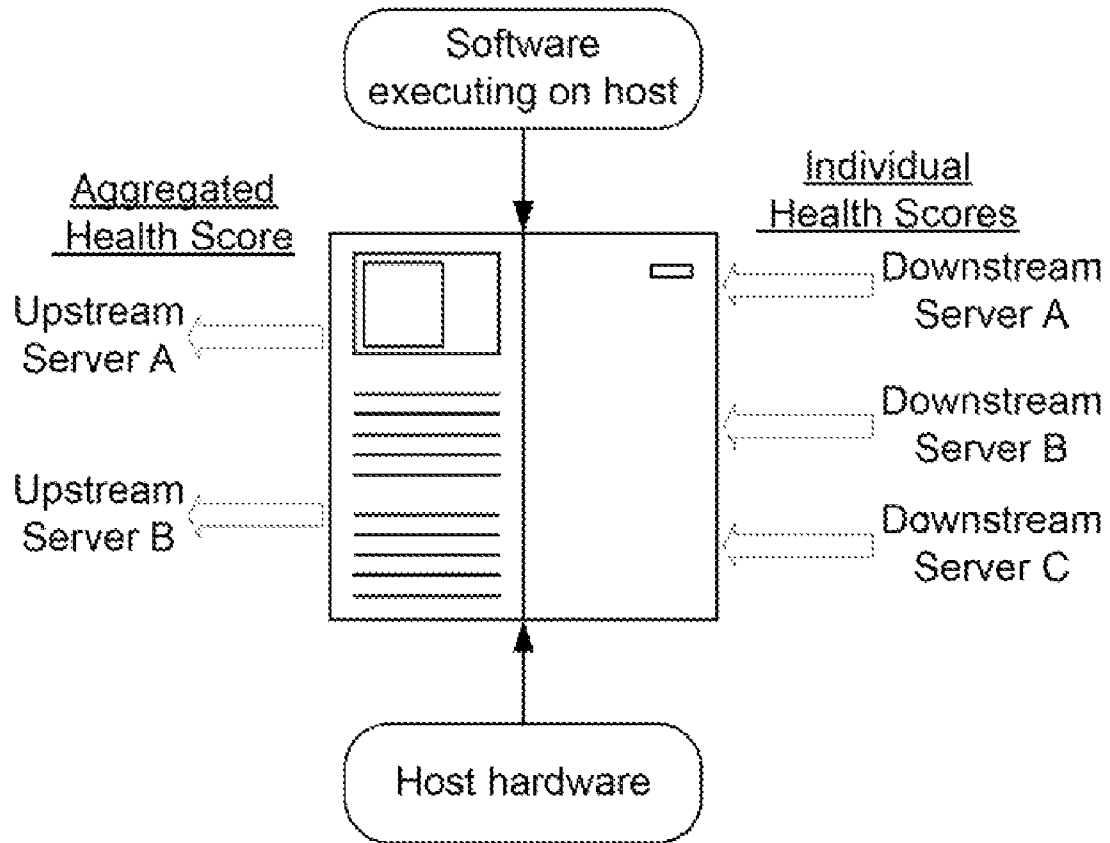 Software
executing on host
Aggregated
Health Score
Individual
Health Scores
Upstream
Server A
Upstream
Server B
Downstream
Server A
Downstream
Server B
Downstream
Server C
Host hardware